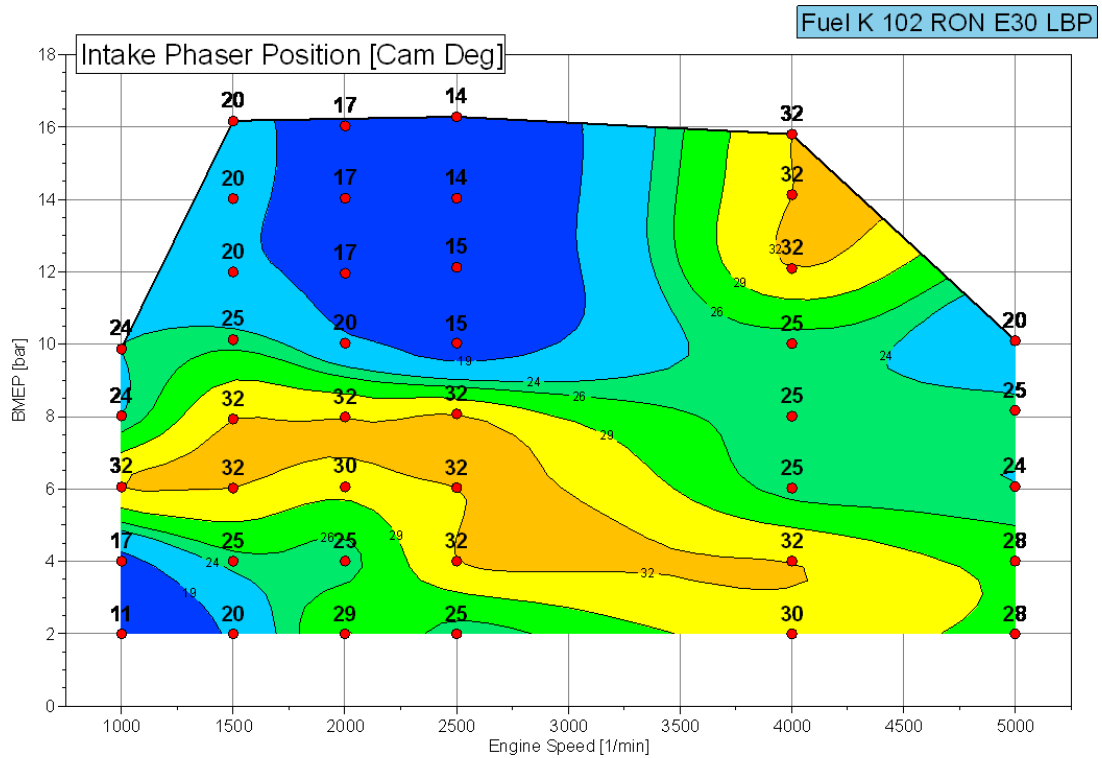 Fuel K 102 RON E30 LBP
Intake Phaser Position [Cam Deg]
18
16
14
12
10
8
6
4
2
0
BMEP [bar]
20 17 14 32
20 17 14 32
20 17 15 32
32
29
26
24 25 20 15 25 20
19
24
24
26
24 32 32 32 25 25
29
32 32 30 32 25 24
26
29
17 25 25 32 32 28
24
32
19
11 20 29 25 30 28
1000 1500 2000 2500 3000 3500 4000 4500 5000
Engine Speed [1/min]